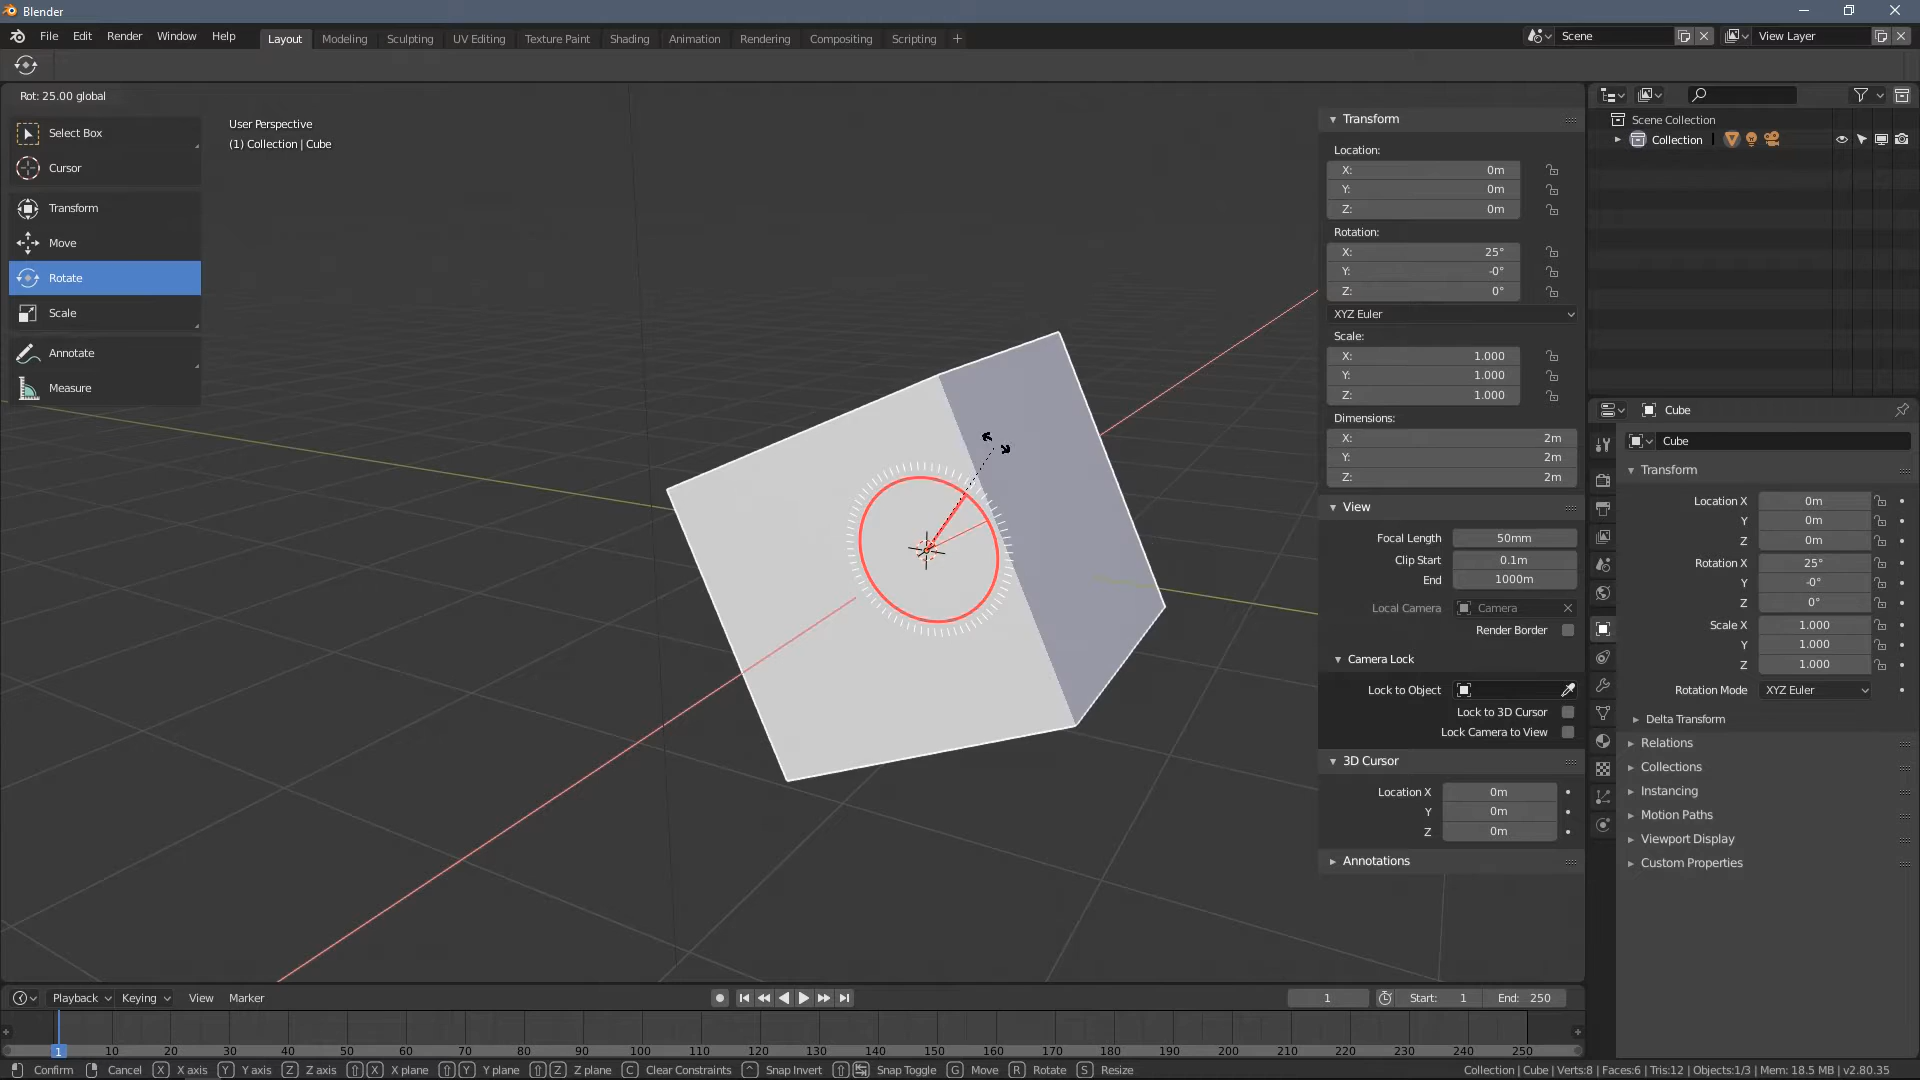 Blender
File Edit Render Window Help Layout Modeling Sculpting UV Editing Texture Paint Shading Animation Rendering Compositing Scripting + Scene View Layer
Rot: 25.00 global
Select Box
Cursor
Transform
Move
Rotate
Scale
Annotate
Measure
User Perspective
(1) Collection | Cube
Transform
Location:
X: 0m
Y: 0m
Z: 0m
Rotation:
X: 25°
Y: -0°
Z: 0°
XYZ Euler
Scale:
X: 1.000
Y: 1.000
Z: 1.000
Dimensions:
X: 2m
Y: 2m
Z: 2m
View
Focal Length 50mm
Clip Start 0.1m
End 1000m
Local Camera Camera
Render Border
Camera Lock
Lock to Object
Lock to 3D Cursor
Lock Camera to View
3D Cursor
Location X 0m
Y 0m
Z 0m
Annotations
Scene Collection
Collection
Cube
Cube
Transform
Location X 0m
Y 0m
Z 0m
Rotation X 25°
Y -0°
Z 0°
Scale X 1.000
Y 1.000
Z 1.000
Rotation Mode XYZ Euler
Delta Transform
Relations
Collections
Instancing
Motion Paths
Viewport Display
Custom Properties
Playback Keying View Marker 1 Start: 1 End: 250
1 10 20 30 40 50 60 70 80 90 100 110 120 130 140 150 160 170 180 190 200 210 220 230 240 250
Confirm Cancel X X axis Y Y axis Z Z axis X X plane Y Y plane Z Z plane C Clear Constraints ^ Snap Invert Snap Toggle G Move R Rotate S Resize Collection | Cube | Verts:8 | Faces:6 | Tris:12 | Objects:1/3 | Mem: 18.5 MB | v2.80.35